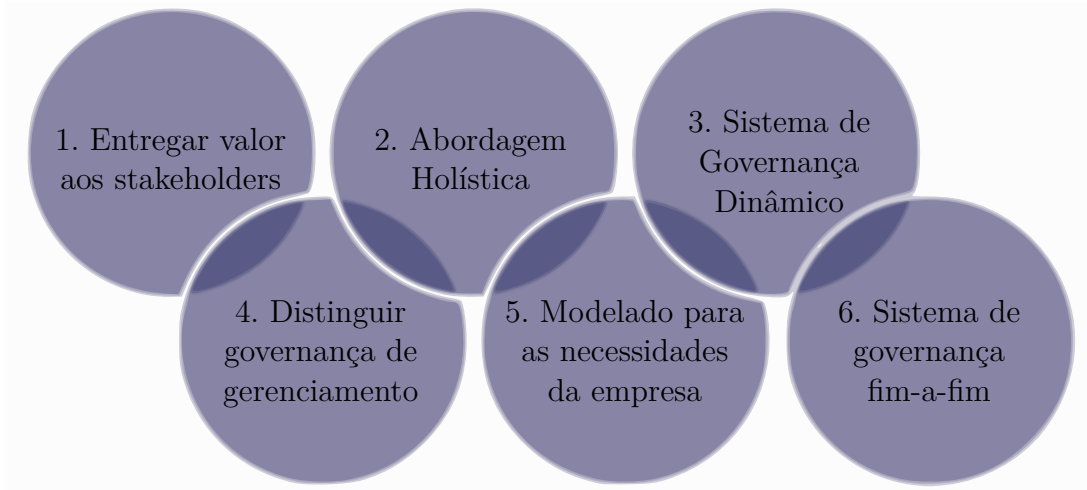 1. Entregar valor
aos stakeholders
2. Abordagem
Holística
3. Sistema de
Governança
Dinâmico
4. Distinguir
governança de
gerenciamento
5. Modelado para
as necessidades
da empresa
6. Sistema de
governança
fim-a-fim